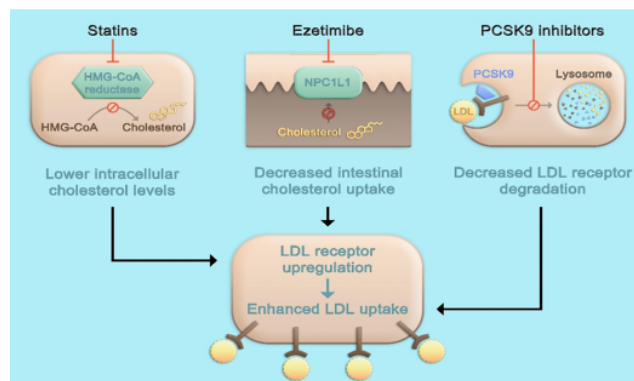 Statins
Ezetimibe
PCSK9 inhibitors
HMG-CoA
reductase
HMG-CoA
Cholesterol
NPC1L1
Cholesterol
PCSK9
Lysosome
LDL
Lower intracellular
cholesterol levels
Decreased intestinal
cholesterol uptake
Decreased LDL receptor
degradation
LDL receptor
upregulation
Enhanced LDL uptake